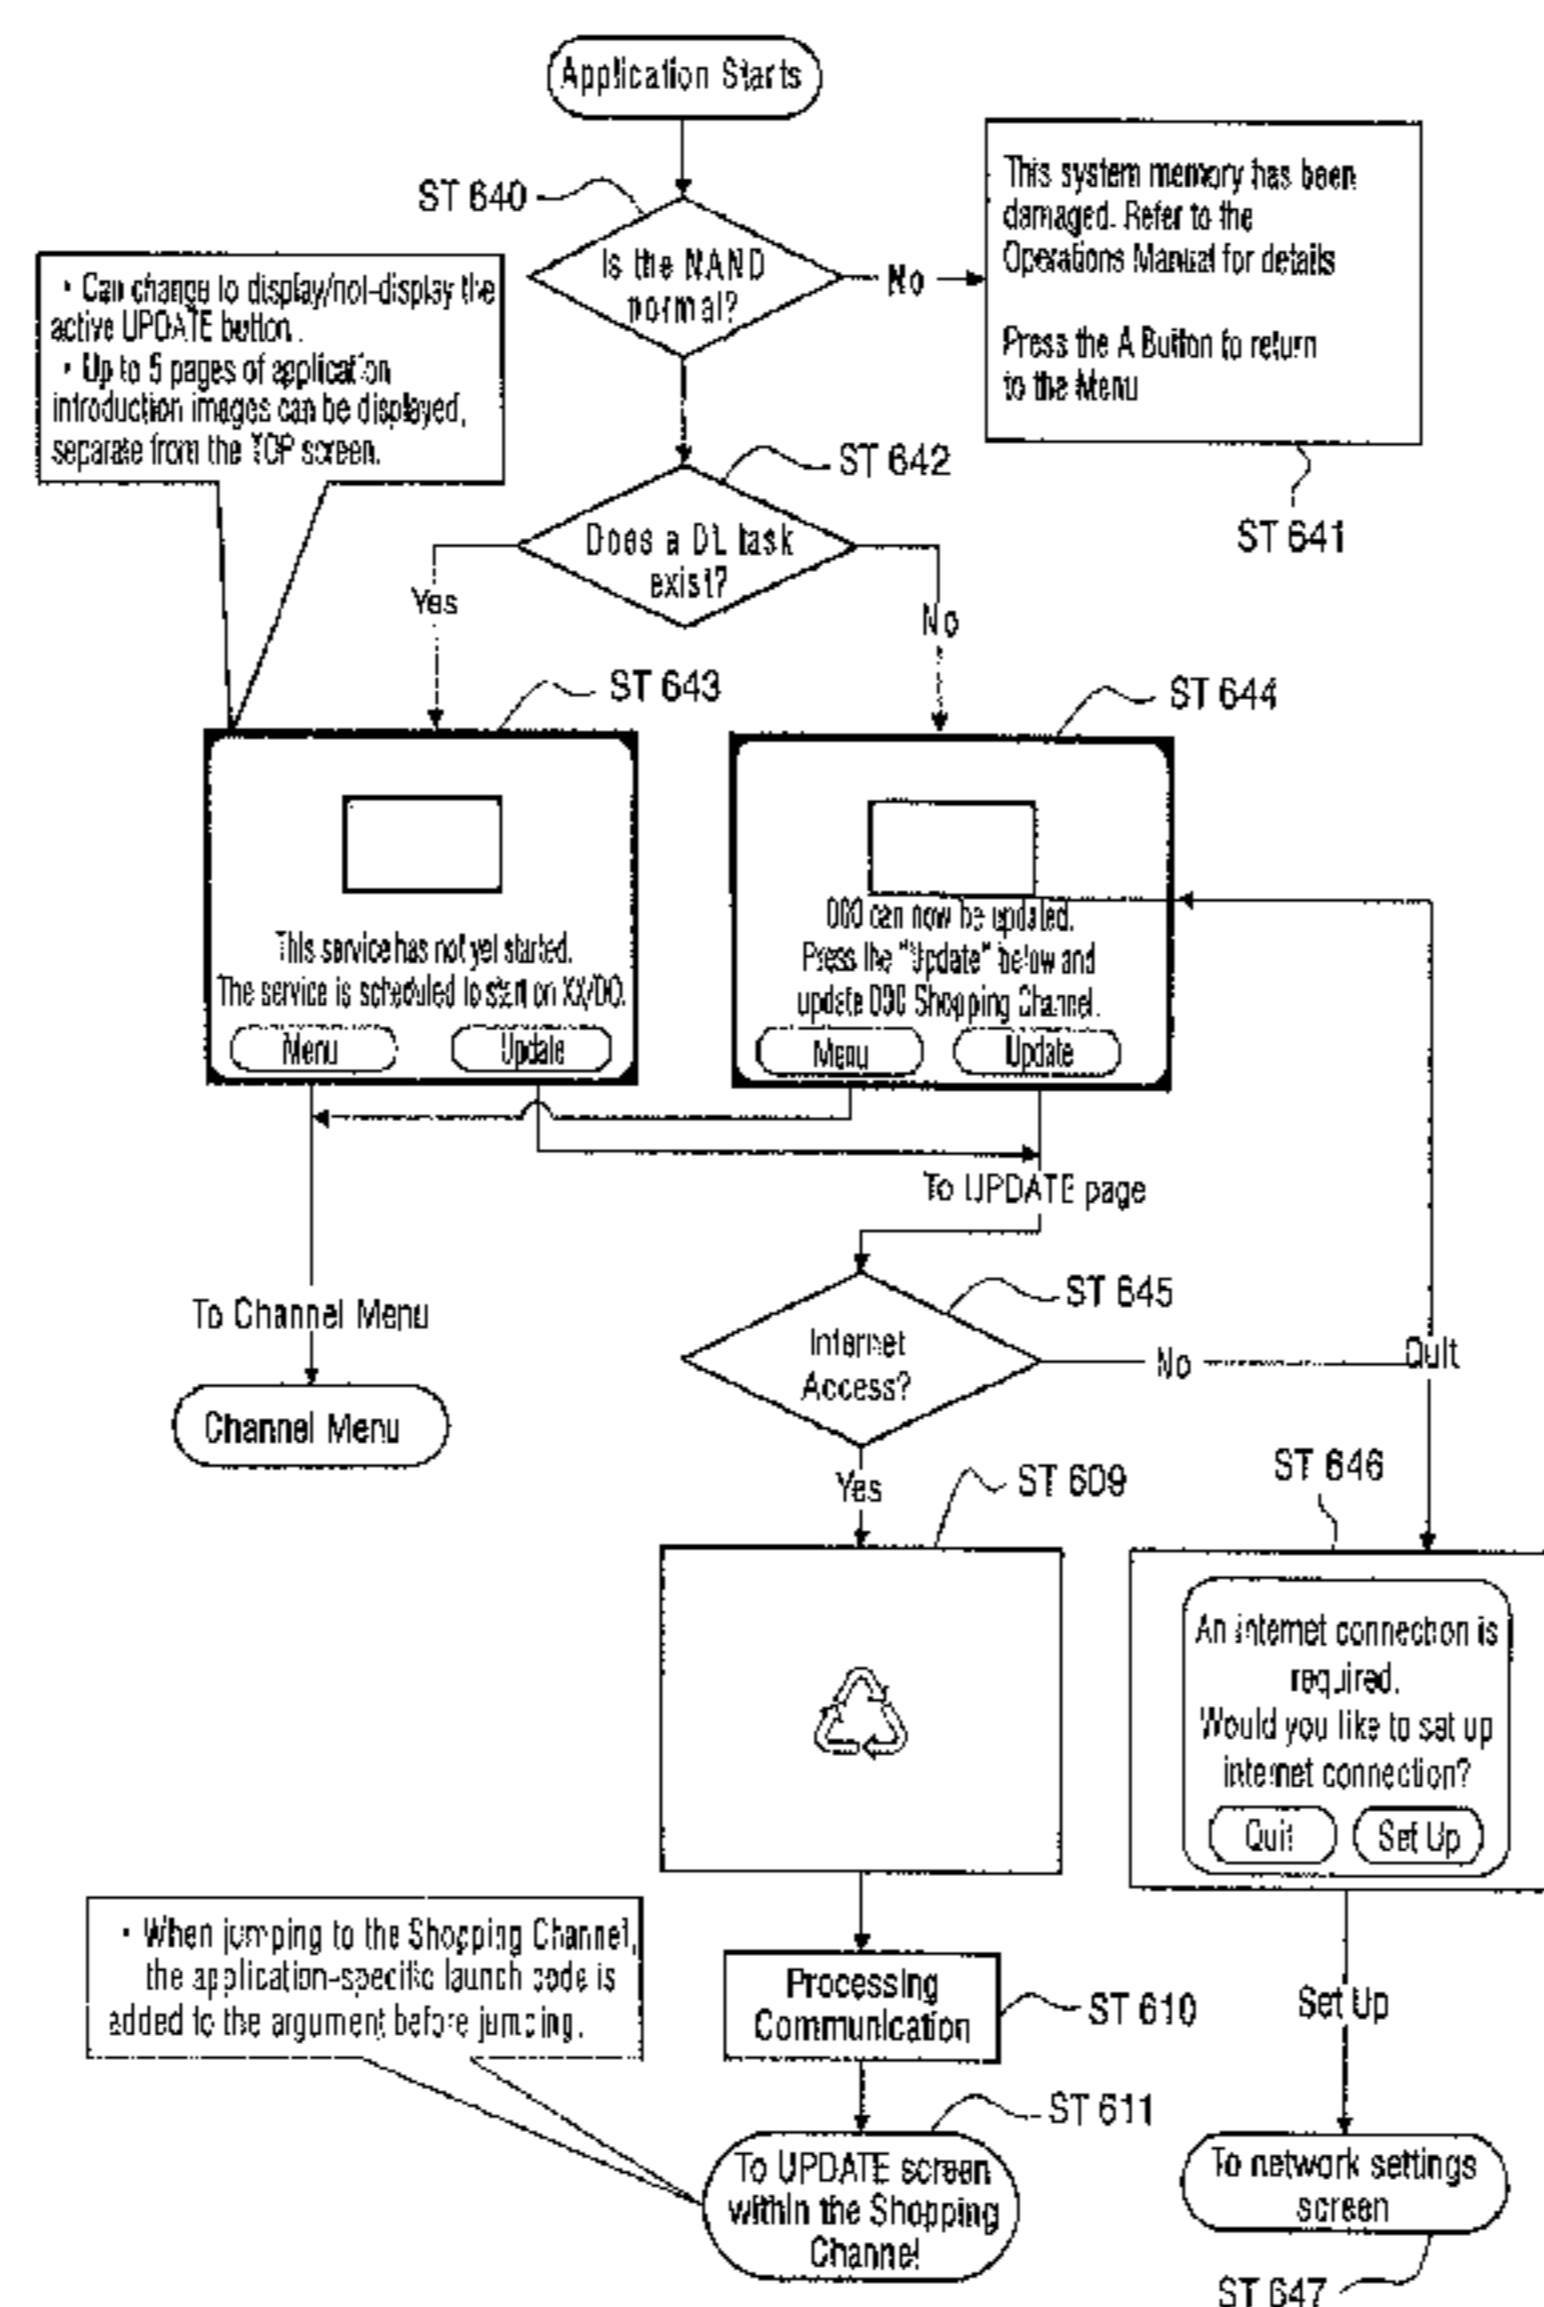 Application Starts
ST 640
Is the NAND
normal?
No
This system memory has been
damaged. Refer to the
Operations Manual for details
Press the A Button to return
to the Menu
ST 641
• Can change to display/not-display the
active UPDATE button.
• Up to 5 pages of application
introduction images can be displayed,
separate from the TOP screen.
ST 642
Does a DL task
exist?
Yes
No
ST 643
This service has not yet started.
The service is scheduled to start on XX/OO.
Menu
Update
ST 644
OOO can now be updated.
Press the "Update" below and
update OOO Shopping Channel.
Menu
Update
To UPDATE page
To Channel Menu
Channel Menu
ST 645
Internet
Access?
No
Quit
Yes
ST 609
ST 646
An internet connection is
required.
Would you like to set up
internet connection?
Quit
Set Up
• When jumping to the Shopping Channel,
the application-specific launch code is
added to the argument before jumping.
Processing
Communication
ST 610
Set Up
ST 611
To UPDATE screen
within the Shopping
Channel
To network settings
screen
ST 647